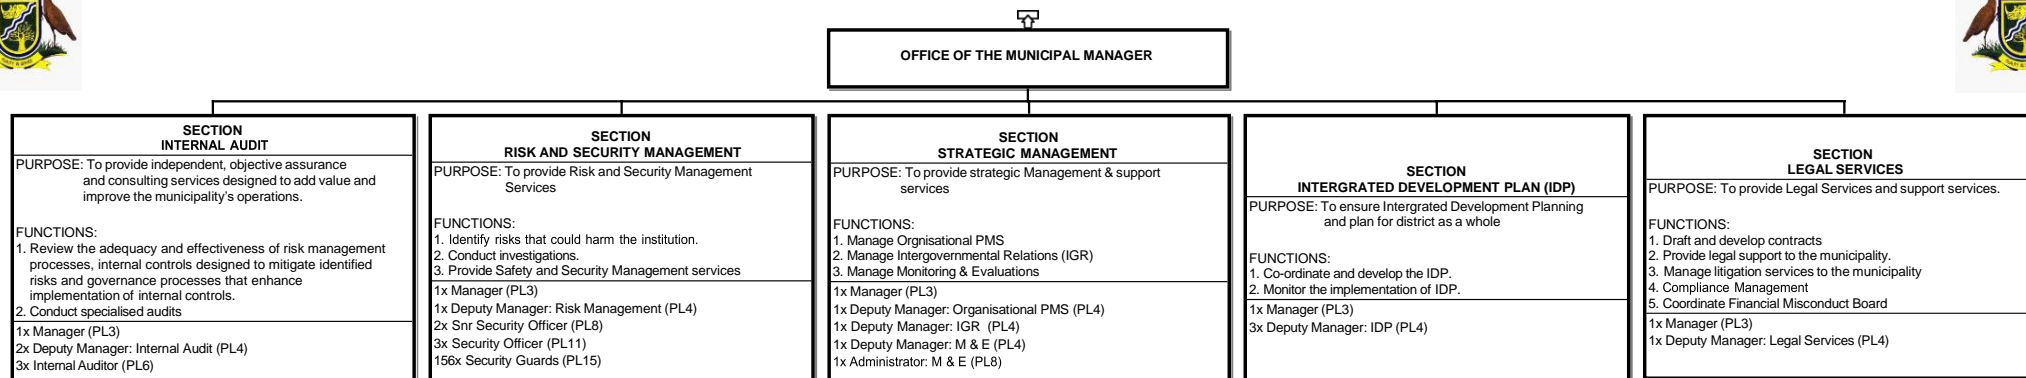 OFFICE OF THE MUNICIPAL MANAGER
SECTION
INTERNAL AUDIT
PURPOSE: To provide independent, objective assurance
and consulting services designed to add value and
improve the municipality's operations.
FUNCTIONS:
1. Review the adequacy and effectiveness of risk management
processes, internal controls designed to mitigate identified
risks and governance processes that enhance
implementation of internal controls.
2. Conduct specialised audits
1x Manager (PL3)
2x Deputy Manager: Internal Audit (PL4)
3x Internal Auditor (PL6)
SECTION
RISK AND SECURITY MANAGEMENT
PURPOSE: To provide Risk and Security Management
Services
FUNCTIONS:
1. Identify risks that could harm the institution.
2. Conduct investigations.
3. Provide Safety and Security Management services
1x Manager (PL3)
1x Deputy Manager: Risk Management (PL4)
2x Snr Security Officer (PL8)
3x Security Officer (PL11)
156x Security Guards (PL15)
SECTION
STRATEGIC MANAGEMENT
PURPOSE: To provide strategic Management & support
services
FUNCTIONS:
1. Manage Orgnisational PMS
2. Manage Intergovernmental Relations (IGR)
3. Manage Monitoring & Evaluations
1x Manager (PL3)
1x Deputy Manager: Organisational PMS (PL4)
1x Deputy Manager: IGR (PL4)
1x Deputy Manager: M & E (PL4)
1x Administrator: M & E (PL8)
SECTION
INTERGRATED DEVELOPMENT PLAN (IDP)
PURPOSE: To ensure Intergrated Development Planning
and plan for district as a whole
FUNCTIONS:
1. Co-ordinate and develop the IDP.
2. Monitor the implementation of IDP.
1x Manager (PL3)
3x Deputy Manager: IDP (PL4)
SECTION
LEGAL SERVICES
PURPOSE: To provide Legal Services and support services.
FUNCTIONS:
1. Draft and develop contracts
2. Provide legal support to the municipality.
3. Manage litigation services to the municipality
4. Compliance Management
5. Coordinate Financial Misconduct Board
1x Manager (PL3)
1x Deputy Manager: Legal Services (PL4)